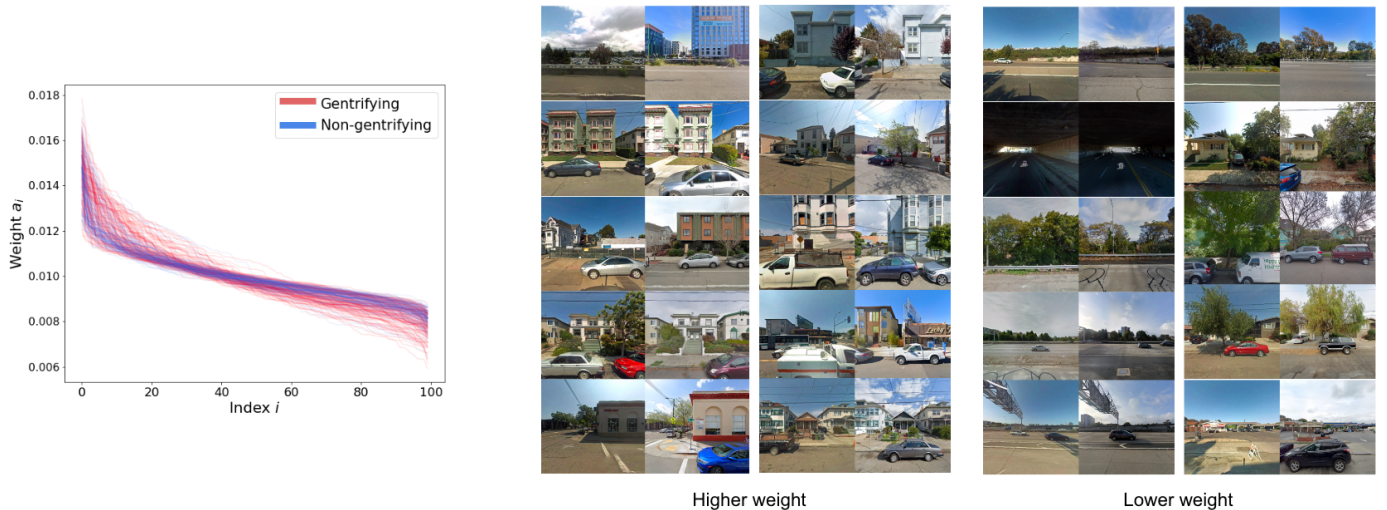 Gentrifying
Non-gentrifying
Weight aᵢ
0.018
0.016
0.014
0.012
0.010
0.008
0.006
0 20 40 60 80 100
Index i
Higher weight
Lower weight